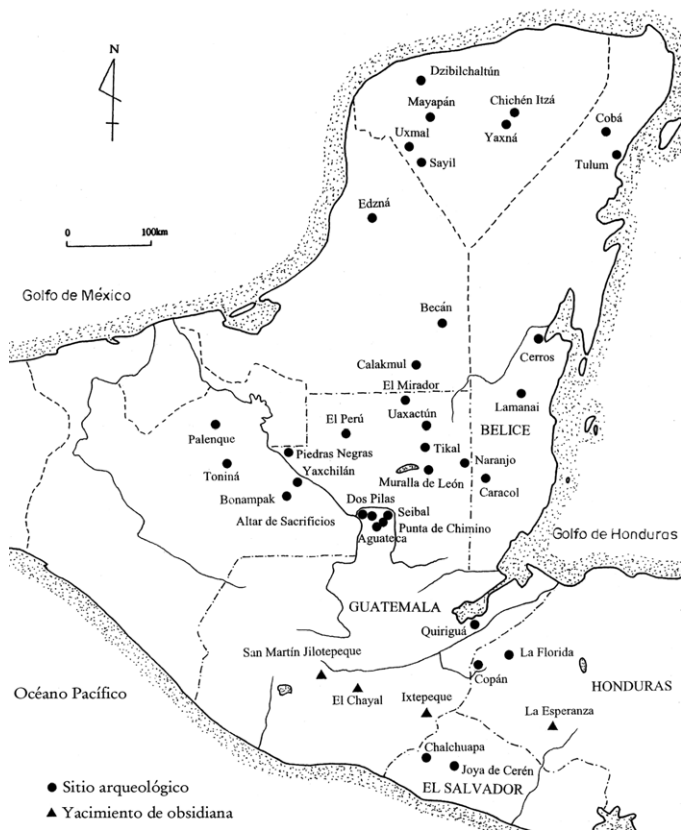 N
Dzibilchaltún
Mayapán
Chichén Itzá
Cobá
Uxmal
Yaxná
Sayil
Tulum
Edzná
0 100km
Golfo de México
Becán
Cerros
Calakmul
El Mirador
Lamanai
Uaxactún
El Perú
BELICE
Palenque
Tikal
Piedras Negras
Naranjo
Toniná
Yaxchilán
Muralla de León
Caracol
Bonampak
Dos Pilas
Seibal
Altar de Sacrificios
Punta de Chimino
Aguateca
Golfo de Honduras
GUATEMALA
Quiriguá
San Martín Jilotepeque
La Florida
Copán
Océano Pacífico
El Chayal
Ixtepeque
HONDURAS
La Esperanza
Chalchuapa
Joya de Cerén
EL SALVADOR
Sitio arqueológico
Yacimiento de obsidiana